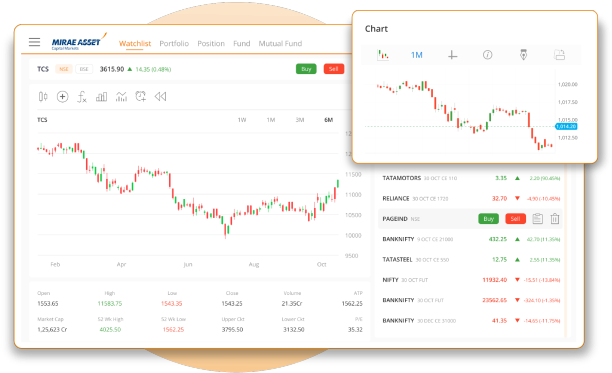 Chart
1M
1,020.00
1,017.50
1,015.00
1,014.20
1,012.50
MIRAE ASSET
Capital Markets
Watchlist Portfolio Position Fund Mutual Fund
TCS NSE BSE 3615.90 ▲ 14.35 (0.48%) Buy Sell
TCS 1W 1M 3M 6M
11500
11000
10500
10000
9500
Feb Apr Jun Aug Oct
Open High Low Close Volume ATP
1553.65 11583.75 1543.35 1543.25 21.35Cr 1562.25
Market Cap 52 Wk High 52 Wk Low Upper Ckt Lower Ckt
1,25,623 Cr 4025.50 -1562.25 3795.50 3132.50 35.32
TATAMOTORS 30 OCT CE 110 3.35 ▲ 2.20 (90.65%)
RELIANCE 30 OCT CE 1720 32.70 ▼ -4.90 (-10.45%)
PAGEIND NSE Buy Sell
BANKNIFTY 9 OCT CE 21000 432.25 ▲ 42.70 (11.35%)
TATASTEEL 30 OCT CE 360 12.75 ▲ 2.56 (11.35%)
NIFTY 30 OCT FUT 11932.40 ▼ -15.51 (-13.84%)
BANKNIFTY 30 OCT FUT 23562.65 ▼ -326.10 (-1.35%)
BANKNIFTY 30 DEC CE 31000 41.35 ▼ -14.65 (-11.75%)